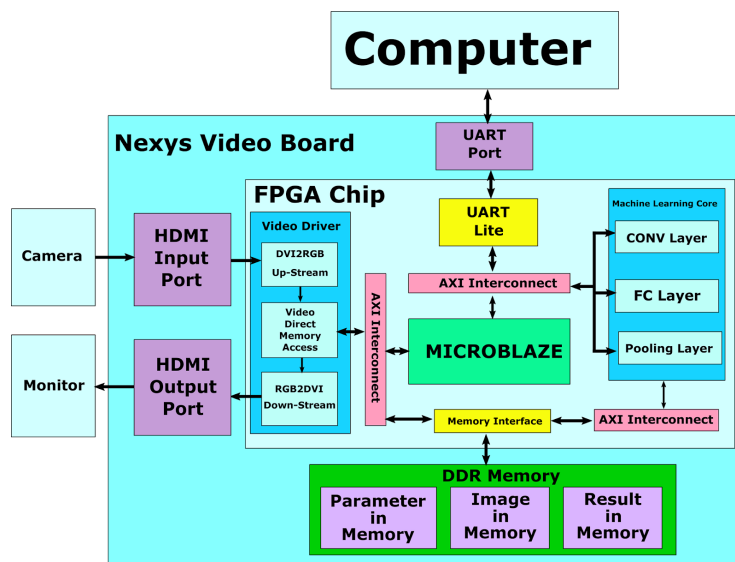 Computer
Nexys Video Board
UART
Port
FPGA Chip
UART
Lite
Machine Learning Core
CONV Layer
FC Layer
Pooling Layer
Camera
HDMI
Input
Port
Video Driver
DVI2RGB
Up-Stream
Video
Direct
Memory
Access
RGB2DVI
Down-Stream
AXI Interconnect
AXI Interconnect
MICROBLAZE
Monitor
HDMI
Output
Port
Memory Interface
AXI Interconnect
DDR Memory
Parameter
in
Memory
Image
in
Memory
Result
in
Memory